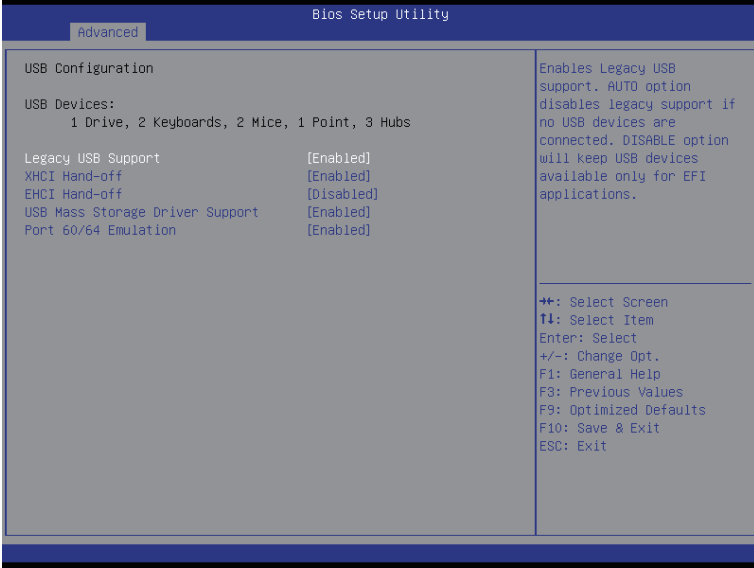 Bios Setup Utility
Advanced
USB Configuration
USB Devices:
1 Drive, 2 Keyboards, 2 Mice, 1 Point, 3 Hubs
Legacy USB Support [Enabled]
XHCI Hand-off [Enabled]
EHCI Hand-off [Disabled]
USB Mass Storage Driver Support [Enabled]
Port 60/64 Emulation [Enabled]
Enables Legacy USB
support. AUTO option
disables legacy support if
no USB devices are
connected. DISABLE option
will keep USB devices
available only for EFI
applications.
→←: Select Screen
↑↓: Select Item
Enter: Select
+/-: Change Opt.
F1: General Help
F3: Previous Values
F9: Optimized Defaults
F10: Save & Exit
ESC: Exit